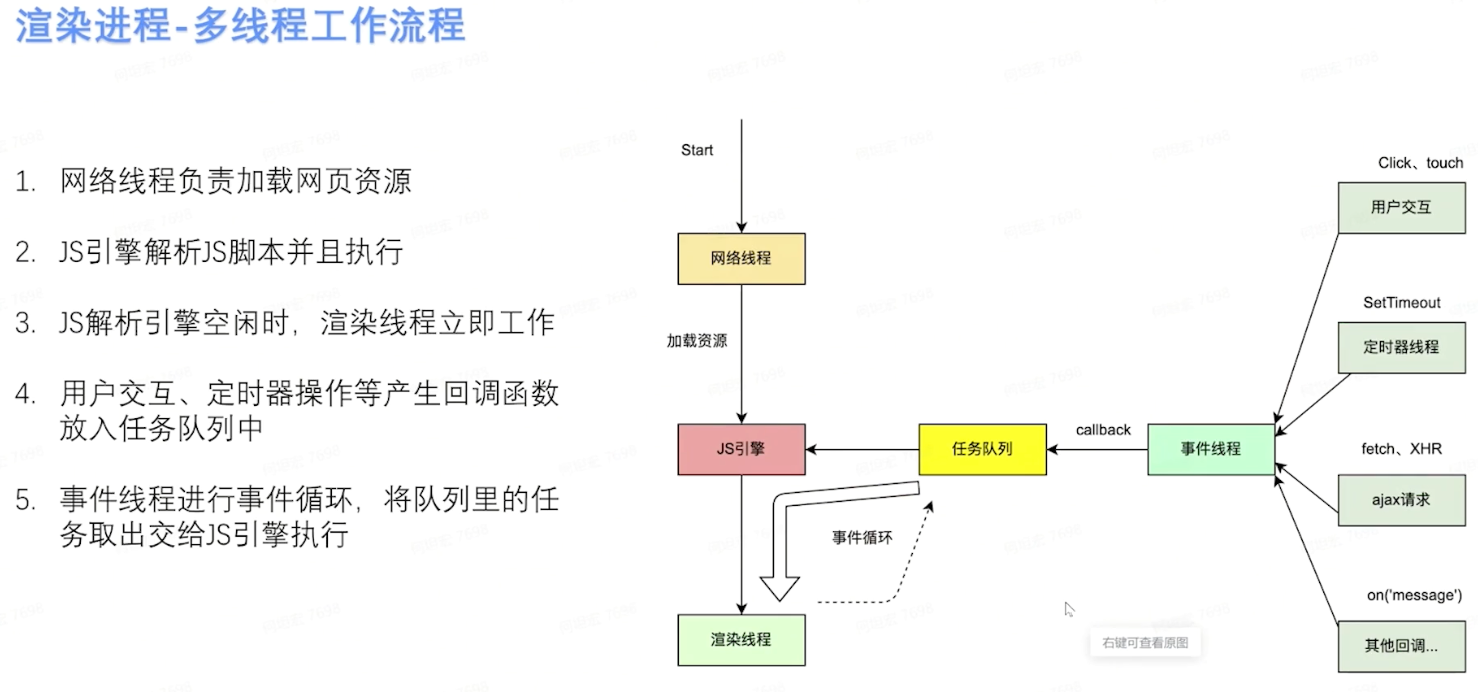 渲染进程-多线程工作流程
1. 网络线程负责加载网页资源
2. JS引擎解析JS脚本并且执行
3. JS解析引擎空闲时，渲染线程立即工作
4. 用户交互、定时器操作等产生回调函数
放入任务队列中
5. 事件线程进行事件循环，将队列里的任
务取出交给JS引擎执行
Start
网络线程
加载资源
JS引擎
任务队列
callback
事件线程
事件循环
渲染线程
Click、touch
用户交互
SetTimeout
定时器线程
fetch、XHR
ajax请求
on('message')
其他回调...
右键可查看原图